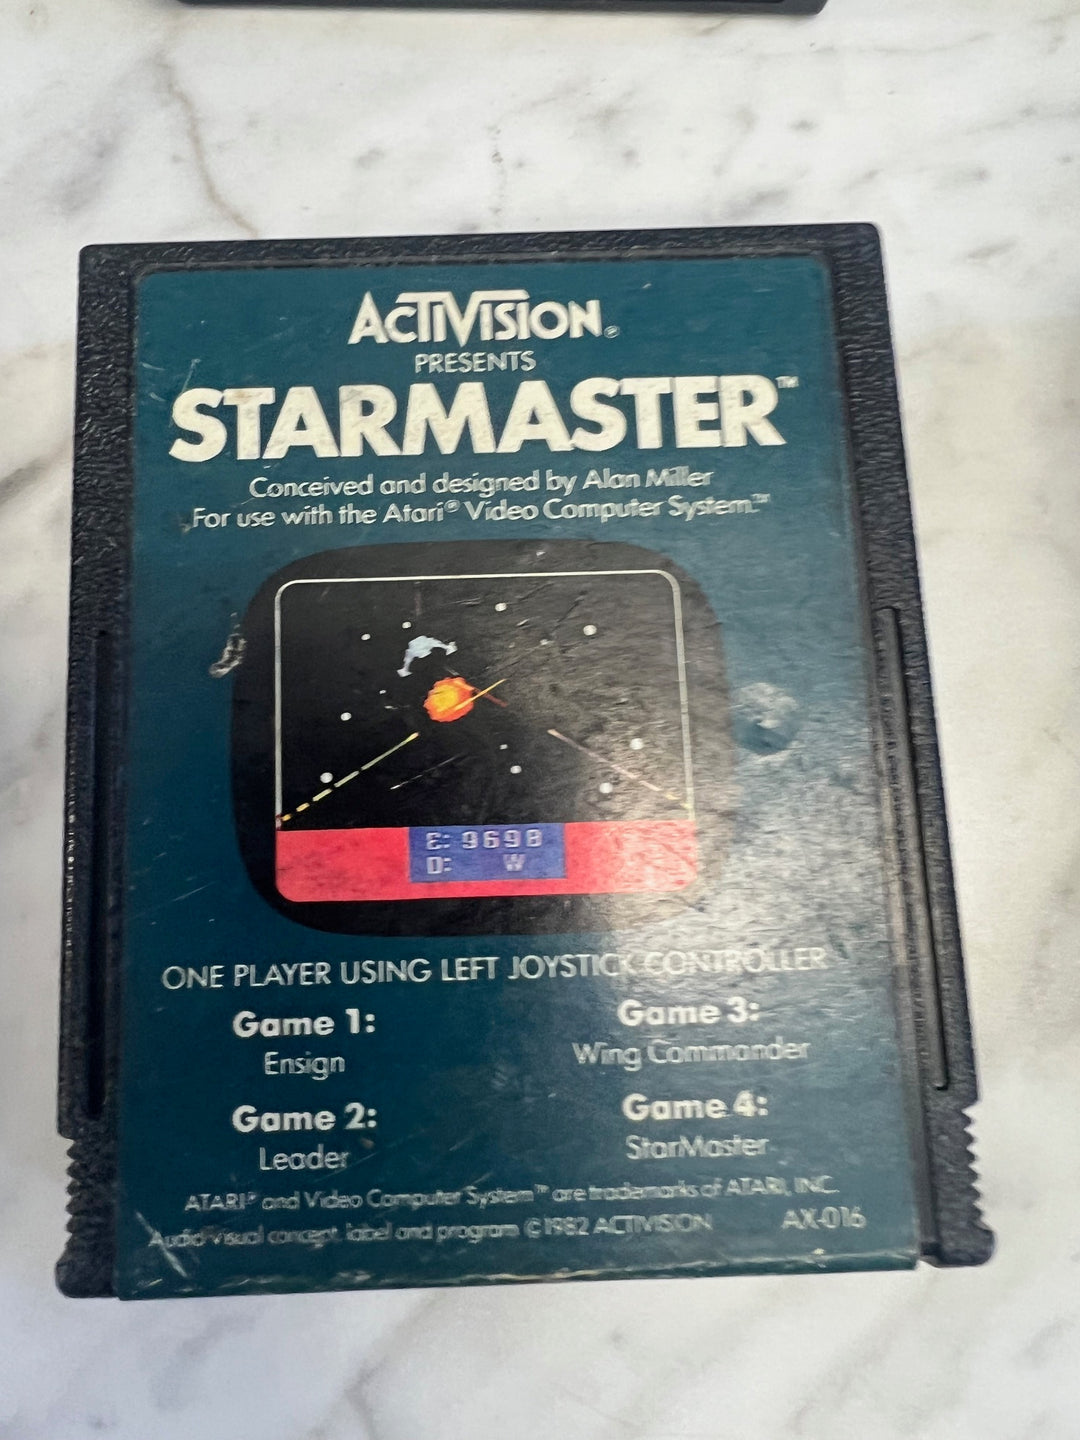 ACTIVISION®
PRESENTS
STARMASTER™
Conceived and designed by Alan Miller
For use with the Atari® Video Computer System.™
E: 9698
D: W
ONE PLAYER USING LEFT JOYSTICK CONTROLLER
Game 1:
Ensign
Game 2:
Leader
Game 3:
Wing Commander
Game 4:
StarMaster
ATARI® and Video Computer System™ are trademarks of ATARI, INC.
Audio/Visual concept, label and program ©1982 ACTIVISION AX-016